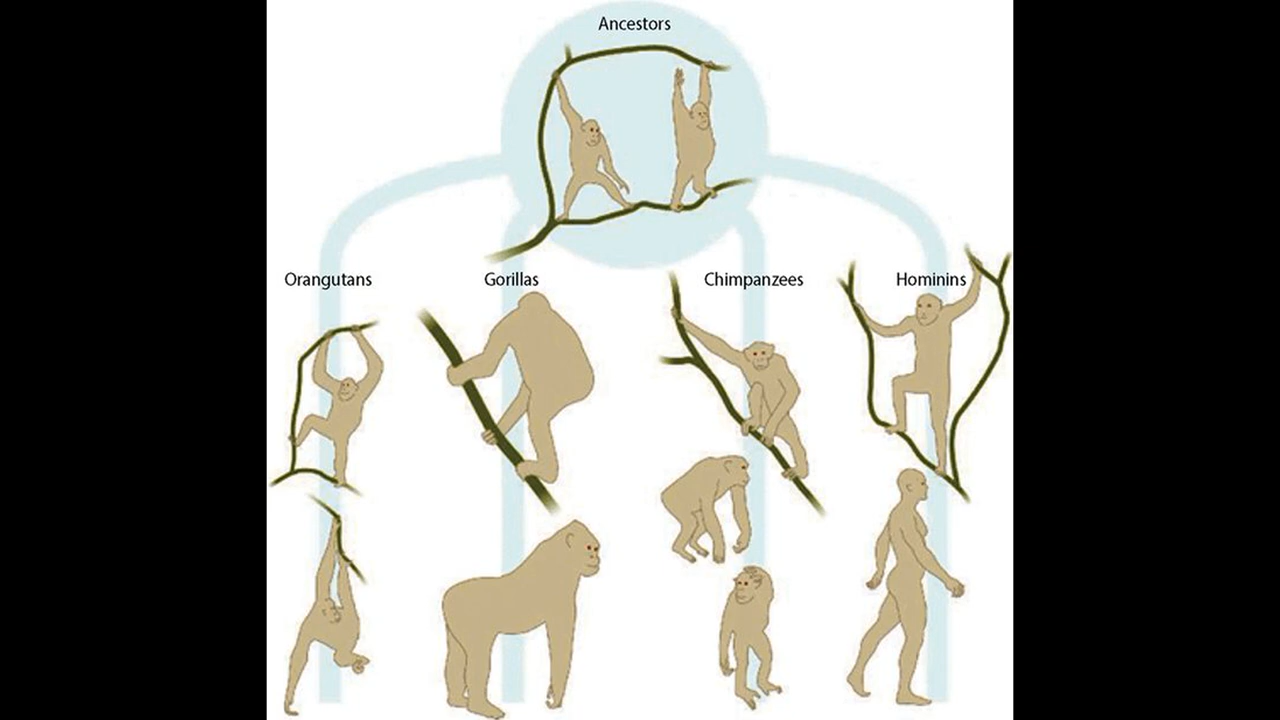 Ancestors
Orangutans
Gorillas
Chimpanzees
Hominins